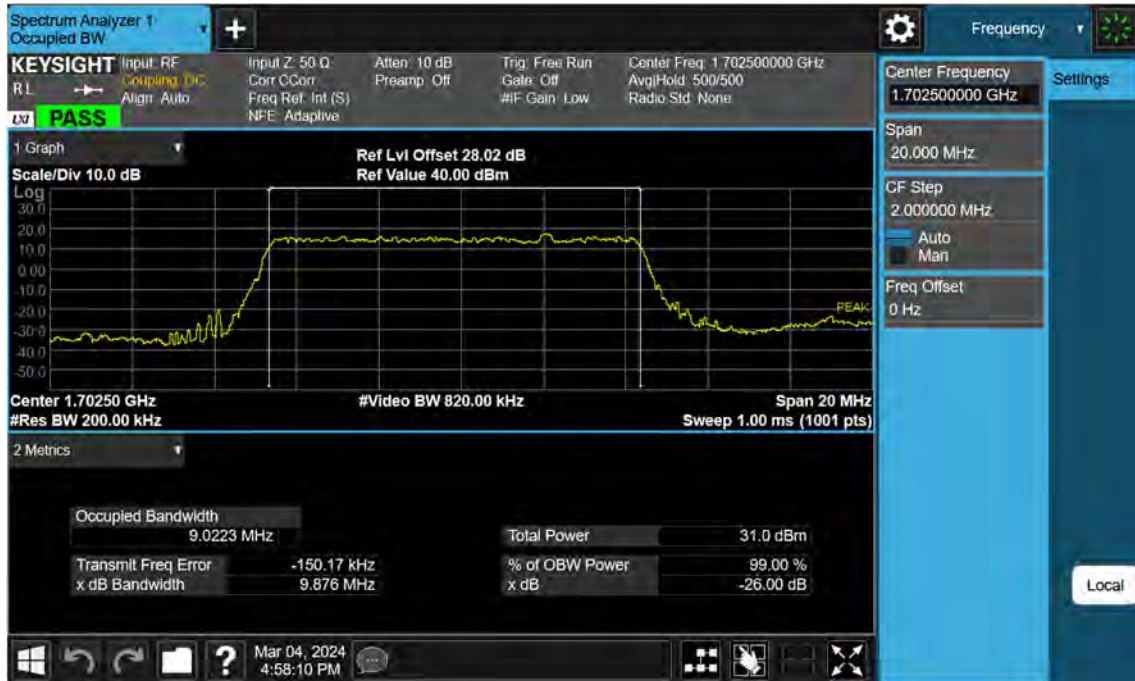 Spectrum Analyzer 1
Occupied BW
+
Frequency
KEYSIGHT
RL
Input: RF
Coupling: DC
Align: Auto
Input Z: 50 Ω
Corr CCorr
Freq Ref: Int (S)
NFE: Adaptive
Atten: 10 dB
Preamp: Off
Trig: Free Run
Gate: Off
#IF Gain: Low
Center Freq: 1.702500000 GHz
Avg|Hold: 500/500
Radio Std: None
LXI
PASS
1 Graph
Scale/Div 10.0 dB
Ref Lvl Offset 28.02 dB
Ref Value 40.00 dBm
Log
30.0
20.0
10.0
0.00
-10.0
-20.0
-30.0
-40.0
-50.0
PEAK
Center 1.70250 GHz
#Video BW 820.00 kHz
Span 20 MHz
#Res BW 200.00 kHz
Sweep 1.00 ms (1001 pts)
2 Metrics
Occupied Bandwidth
9.0223 MHz
Total Power 31.0 dBm
Transmit Freq Error -150.17 kHz
% of OBW Power 99.00 %
x dB Bandwidth 9.876 MHz
x dB -26.00 dB
Center Frequency
1.702500000 GHz
Settings
Span
20.000 MHz
CF Step
2.000000 MHz
Auto
Man
Freq Offset
0 Hz
Local
?
Mar 04, 2024
4:58:10 PM